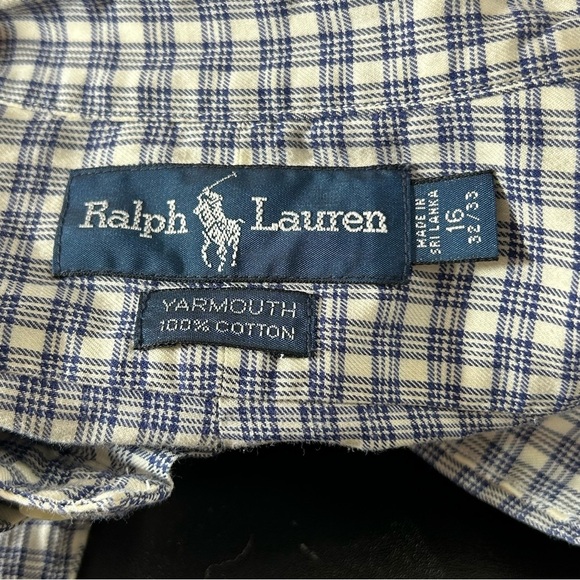 Ralph Lauren
MADE IN
SRI LANKA
16
32/33
YARMOUTH
100% COTTON